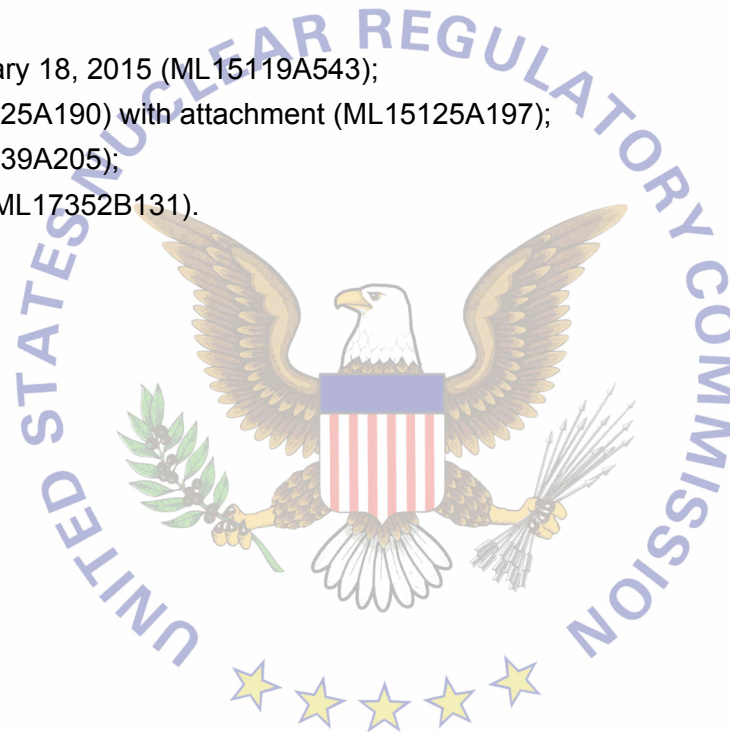 ary 18, 2015 (ML15119A543);
25A190) with attachment (ML15125A197);
39A205);
ML17352B131).
UNITED STATES NUCLEAR REGULATORY COMMISSION